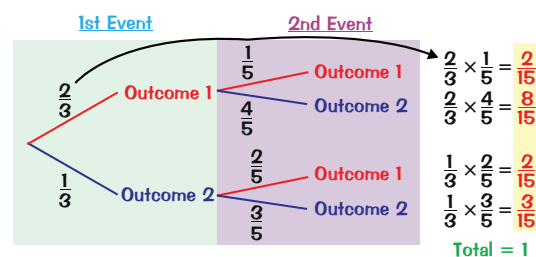 1st Event
2nd Event
2/3
Outcome 1
1/5
Outcome 1
4/5
Outcome 2
1/3
Outcome 2
2/5
Outcome 1
3/5
Outcome 2
2/3 × 1/5 = 2/15
2/3 × 4/5 = 8/15
1/3 × 2/5 = 2/15
1/3 × 3/5 = 3/15
Total = 1